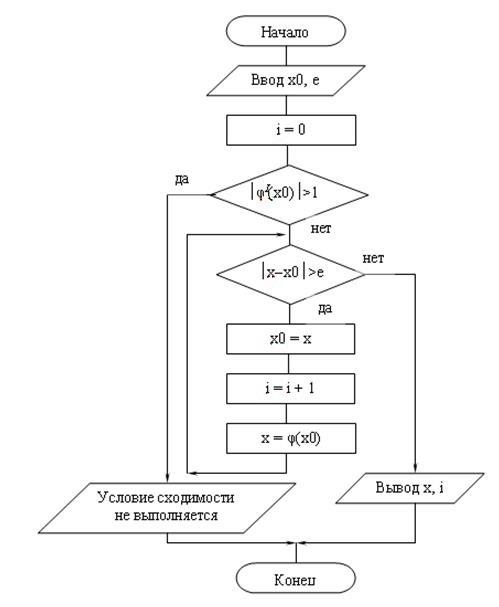 Начало
Ввод x0, e
i = 0
да
|φ'(x0)|>1
нет
|x–x0|>e
нет
да
x0 = x
i = i + 1
x = φ(x0)
Условие сходимости
не выполняется
Вывод x, i
Конец